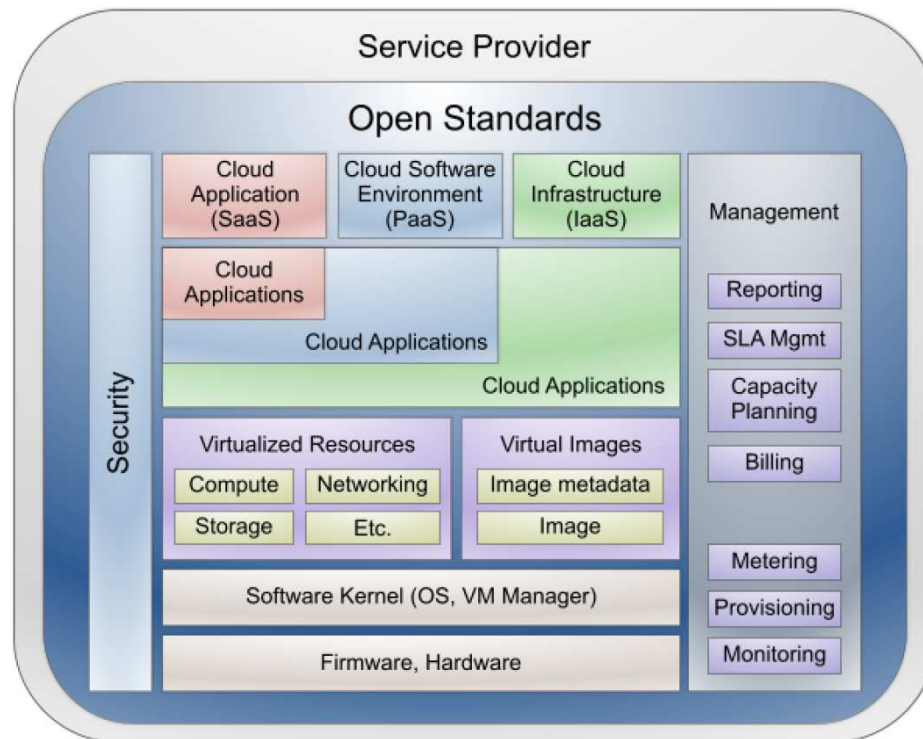 Service Provider
Open Standards
Security
Cloud
Application
(SaaS)
Cloud Software
Environment
(PaaS)
Cloud
Infrastructure
(IaaS)
Cloud
Applications
Cloud Applications
Cloud Applications
Virtualized Resources
Compute
Networking
Storage
Etc.
Virtual Images
Image metadata
Image
Software Kernel (OS, VM Manager)
Firmware, Hardware
Management
Reporting
SLA Mgmt
Capacity
Planning
Billing
Metering
Provisioning
Monitoring